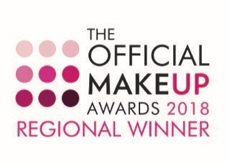 THE
OFFICIAL
MAKEUP
AWARDS 2018
REGIONAL WINNER